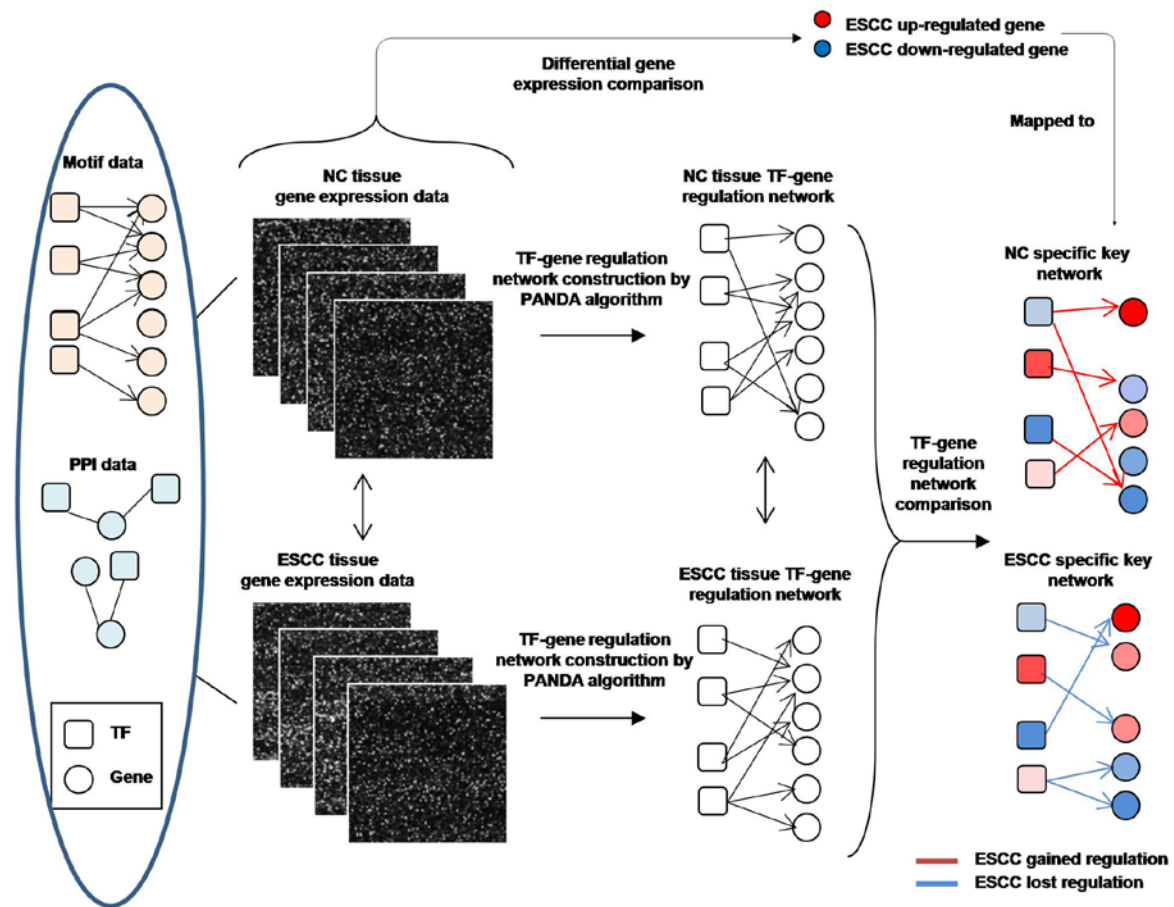 ESCC up-regulated gene
ESCC down-regulated gene
Differential gene
expression comparison
Mapped to
Motif data
NC tissue
gene expression data
NC tissue TF-gene
regulation network
TF-gene regulation
network construction by
PANDA algorithm
NC specific key
network
PPI data
TF-gene
regulation
network
comparison
ESCC tissue
gene expression data
ESCC tissue TF-gene
regulation network
ESCC specific key
network
TF-gene regulation
network construction by
PANDA algorithm
TF
Gene
ESCC gained regulation
ESCC lost regulation